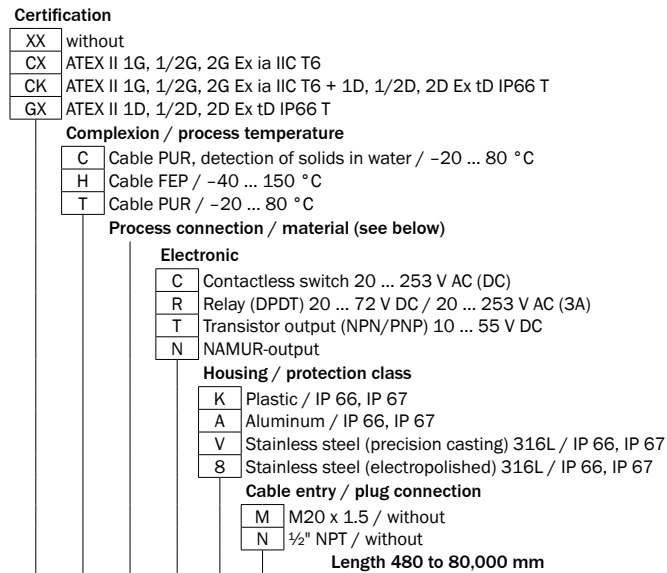 Certification
XX without
CX ATEX II 1G, 1/2G, 2G Ex ia IIC T6
CK ATEX II 1G, 1/2G, 2G Ex ia IIC T6 + 1D, 1/2D, 2D Ex tD IP66 T
GX ATEX II 1D, 1/2D, 2D Ex tD IP66 T
Complexion / process temperature
C Cable PUR, detection of solids in water / –20 ... 80 °C
H Cable FEP / –40 ... 150 °C
T Cable PUR / –20 ... 80 °C
Process connection / material (see below)
Electronic
C Contactless switch 20 ... 253 V AC (DC)
R Relay (DPDT) 20 ... 72 V DC / 20 ... 253 V AC (3A)
T Transistor output (NPN/PNP) 10 ... 55 V DC
N NAMUR-output
Housing / protection class
K Plastic / IP 66, IP 67
A Aluminum / IP 66, IP 67
V Stainless steel (precision casting) 316L / IP 66, IP 67
8 Stainless steel (electropolished) 316L / IP 66, IP 67
Cable entry / plug connection
M M20 x 1.5 / without
N ½" NPT / without
Length 480 to 80,000 mm